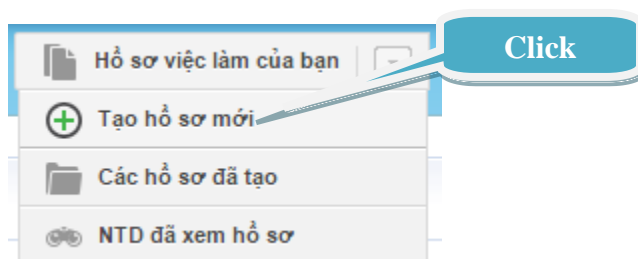 Hồ sơ việc làm của bạn
Click
Tạo hồ sơ mới
Các hồ sơ đã tạo
NTD đã xem hồ sơ